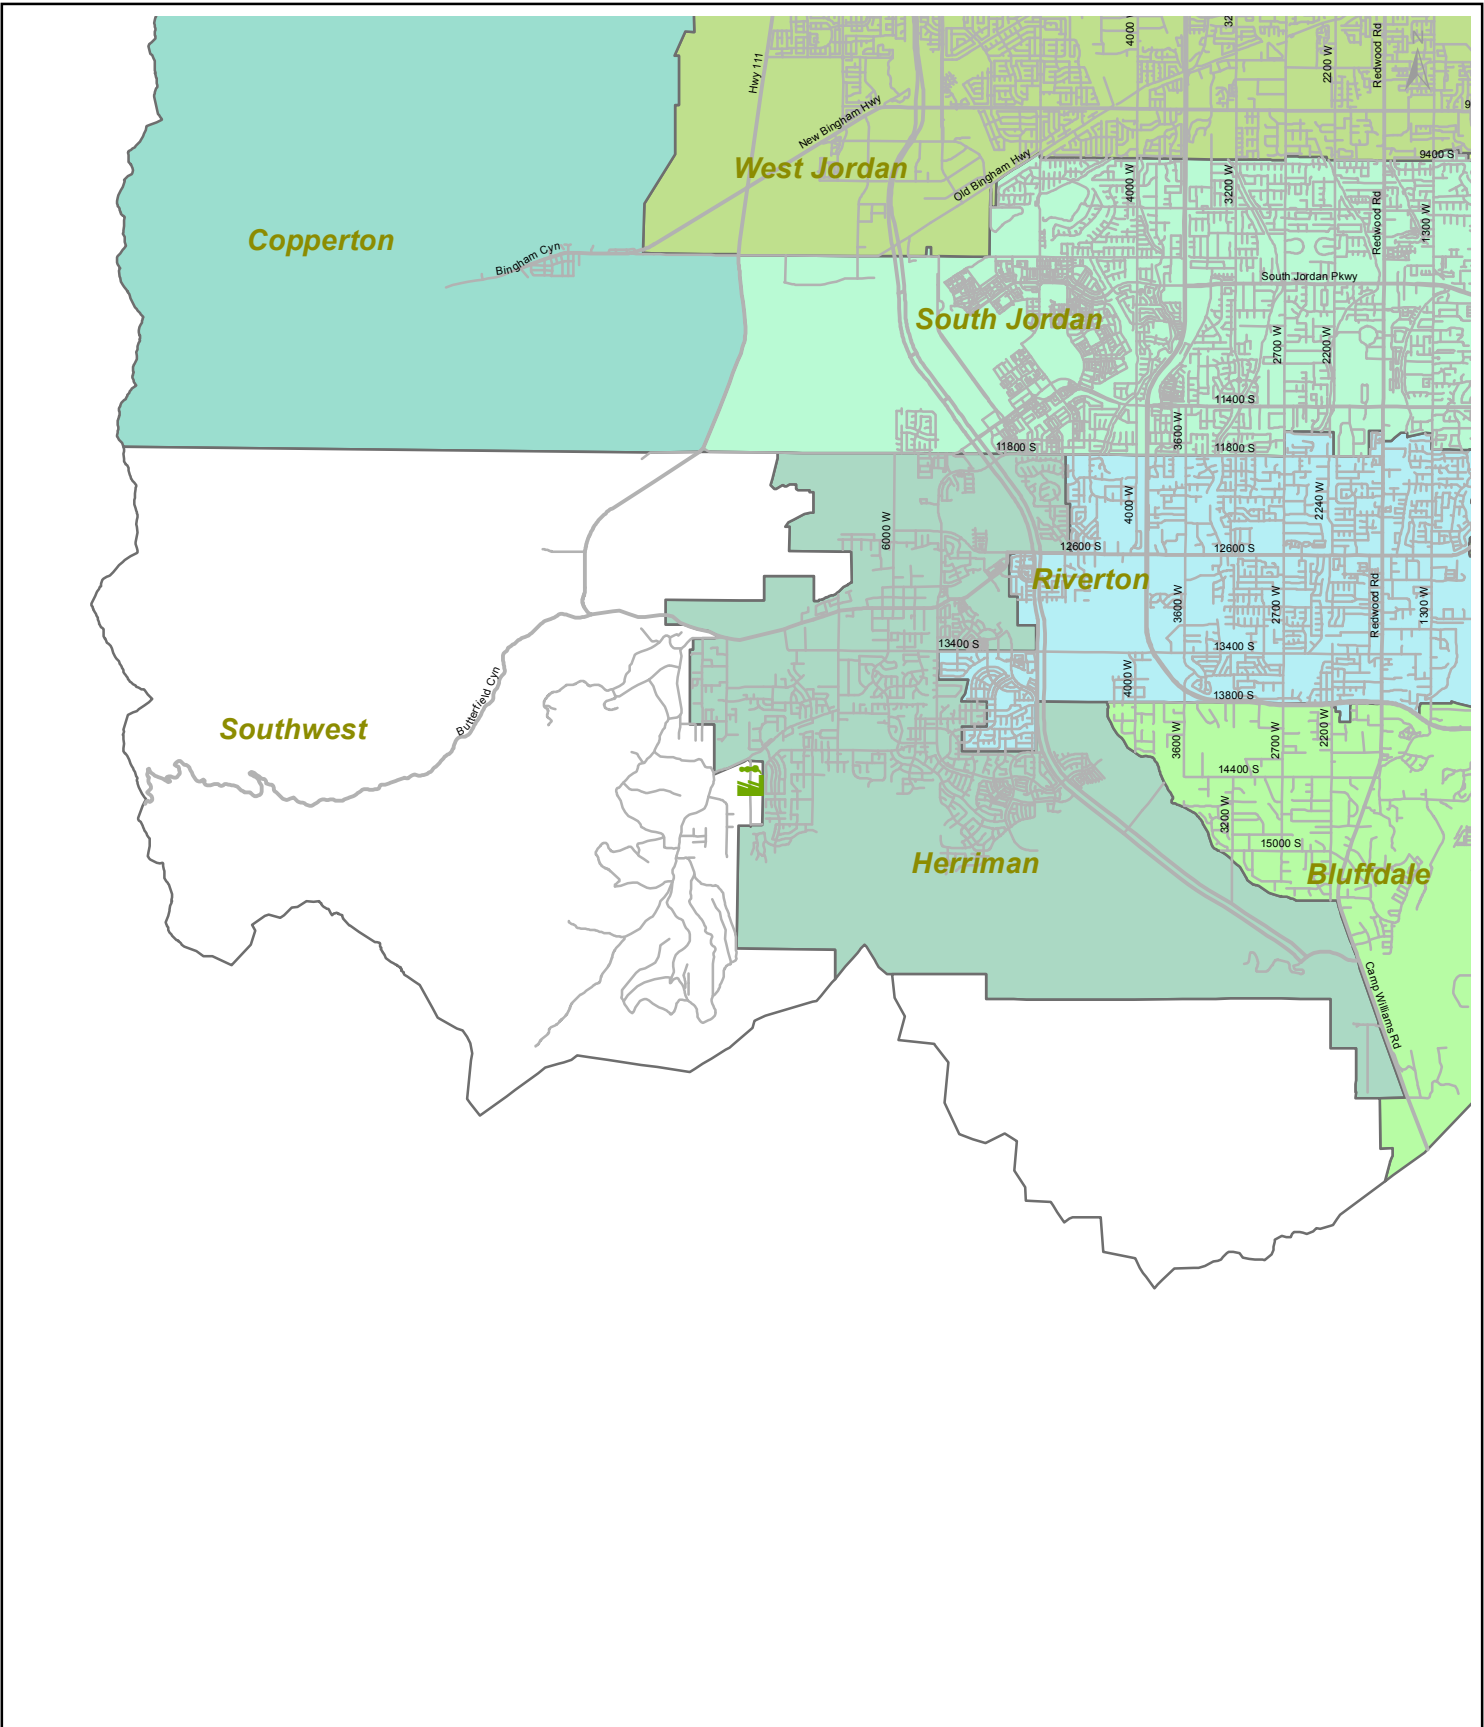 4000 W
32
Hwy 111
2200 W
Redwood Rd
N
New Bingham Hwy
9
West Jordan
Old Bingham Hwy
9400 S
4000 W
3200 W
Redwood Rd
1300 W
Copperton
Bingham Cyn
South Jordan Pkwy
South Jordan
2700 W
2200 W
11400 S
3600 W
11800 S
11800 S
6000 W
4000 W
2240 W
12600 S
12600 S
Riverton
3600 W
2700 W
Redwood Rd
1300 W
13400 S
13400 S
4000 W
13800 S
Butterfield Cyn
Southwest
3600 W
2700 W
2200 W
14400 S
3200 W
15000 S
Herriman
Bluffdale
Camp Williams Rd